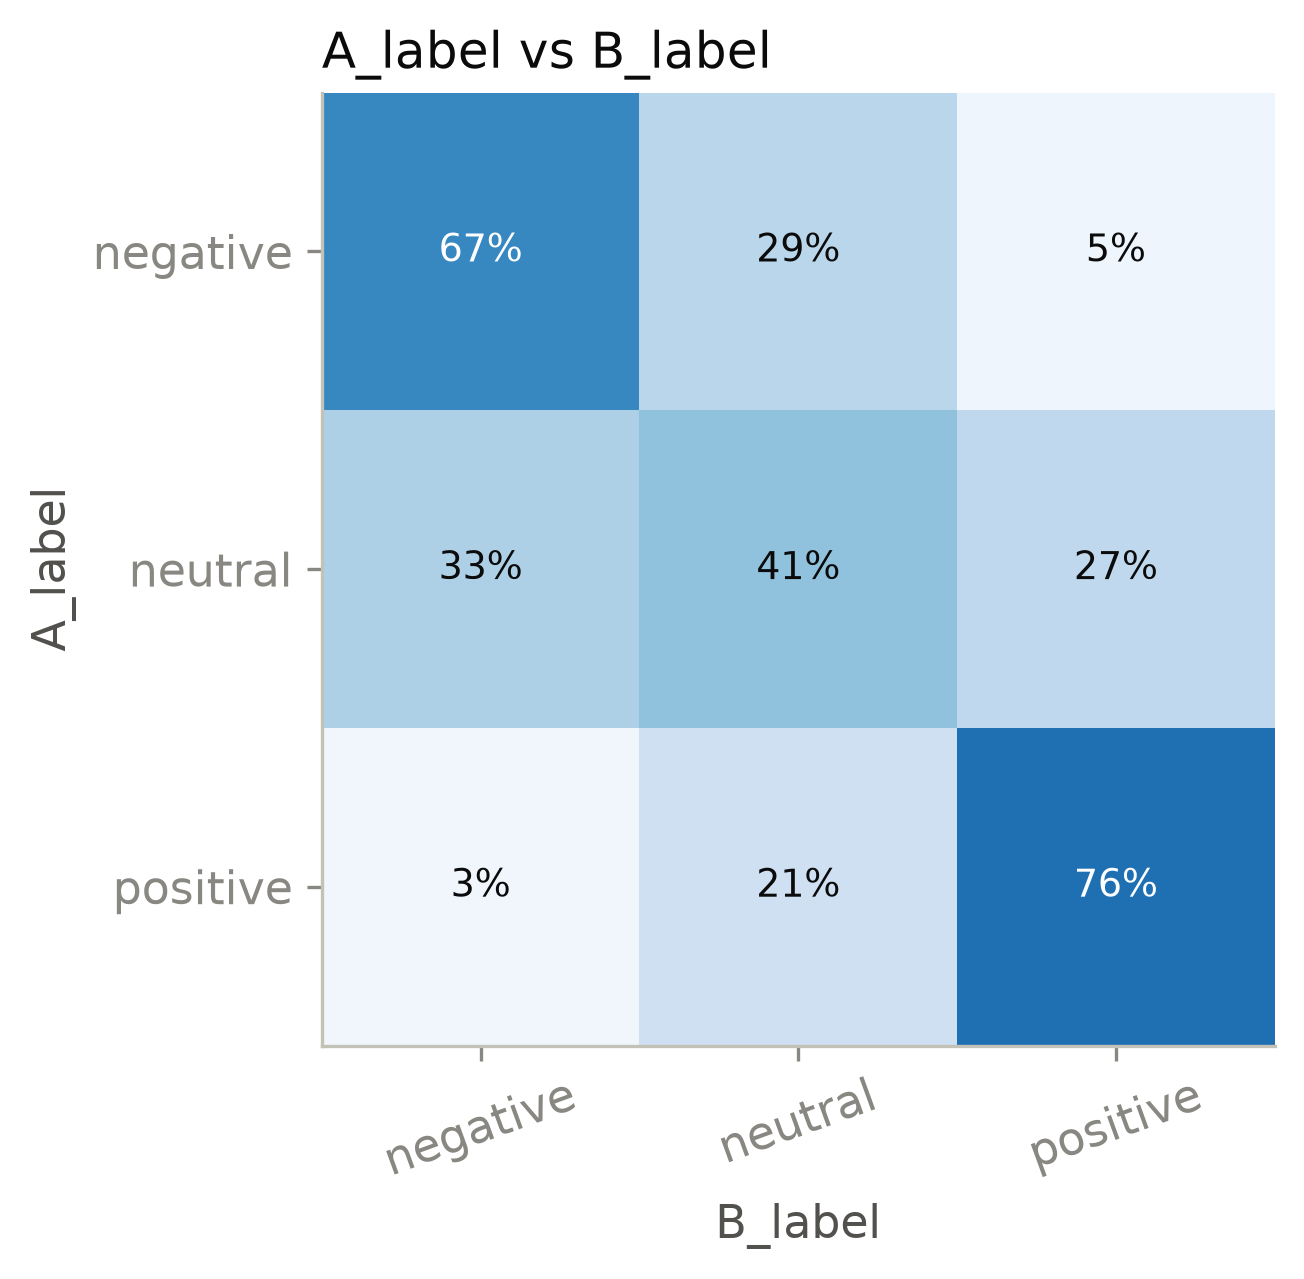 A_label vs B_label
A_label
negative
67% 29% 5%
neutral
33% 41% 27%
positive
3% 21% 76%
negative neutral positive
B_label